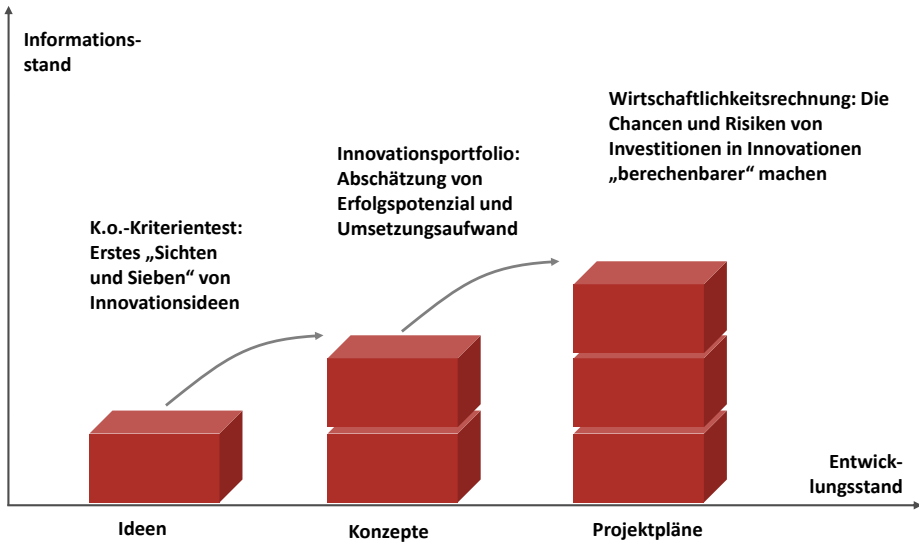 Informations-
stand
Wirtschaftlichkeitsrechnung: Die
Chancen und Risiken von
Investitionen in Innovationen
„berechenbarer“ machen
Innovationsportfolio:
Abschätzung von
Erfolgspotenzial und
Umsetzungsaufwand
K.o.-Kriterientest:
Erstes „Sichten
und Sieben“ von
Innovationsideen
Entwick-
lungsstand
Ideen
Konzepte
Projektpläne